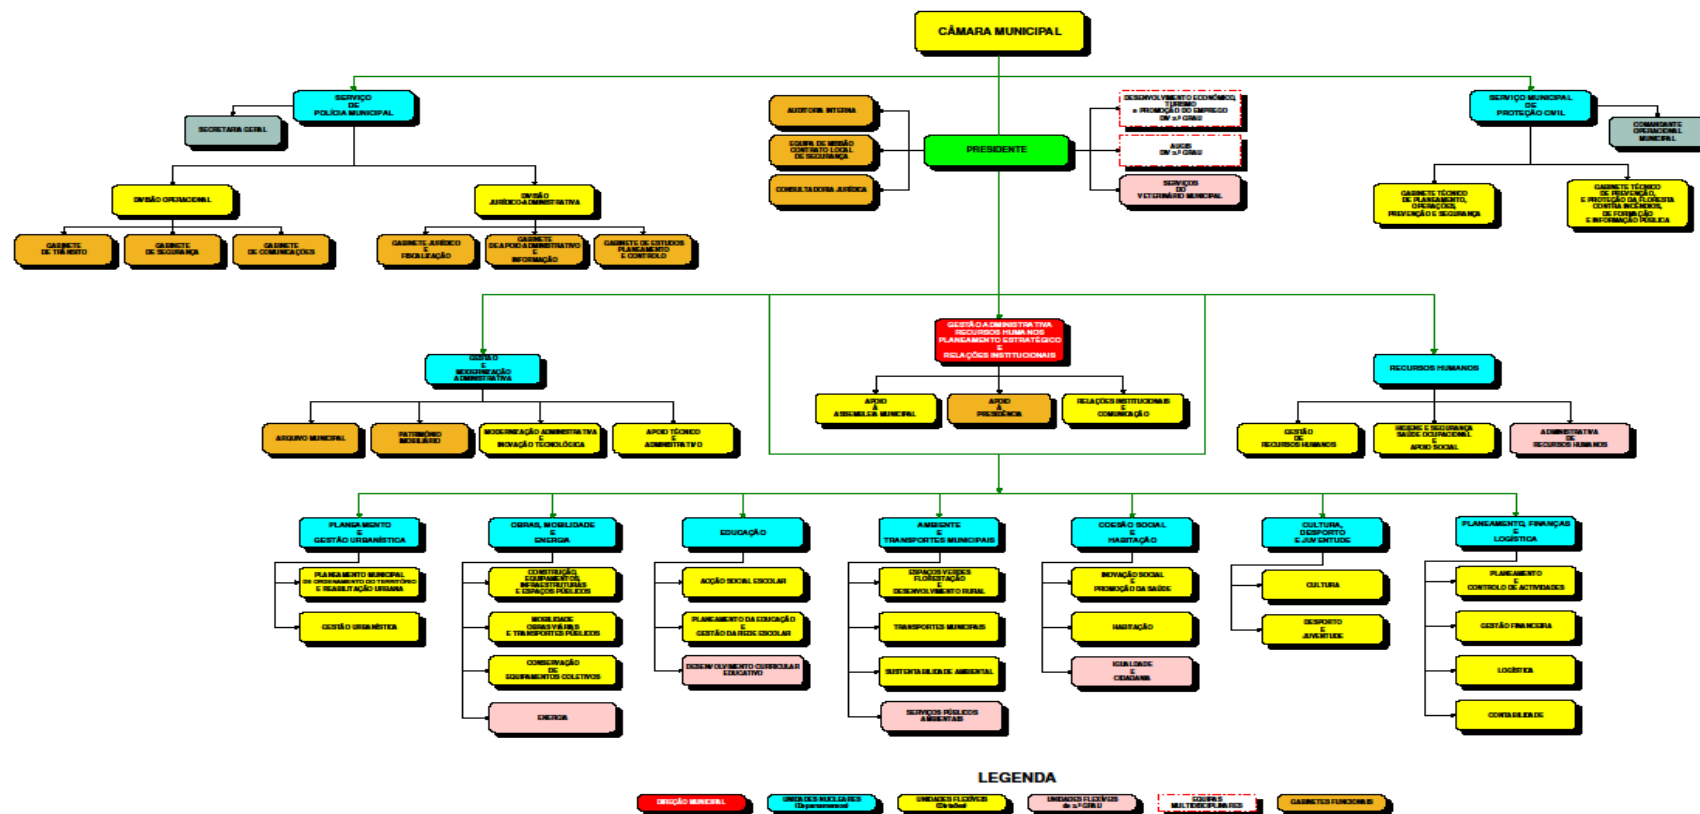 CÂMARA MUNICIPAL
SERVIÇO
DE
POLÍCIA MUNICIPAL
SECRETARIA GERAL
DIVISÃO OPERACIONAL
DIVISÃO
JURÍDICO-ADMINISTRATIVA
GABINETE
DE TRÂNSITO
GABINETE
DE SEGURANÇA
GABINETE
DE COMUNICAÇÕES
GABINETE JURÍDICO
E
FISCALIZAÇÃO
GABINETE
DE APOIO ADMINISTRATIVO
E
INFORMAÇÃO
GABINETE DE ESTUDOS
PLANEAMENTO
E CONTROLO
AUDITORIA INTERNA
EQUIPA DE MISSÃO
CONTRATO LOCAL
DE SEGURANÇA
CONSULTADORIA JURÍDICA
PRESIDENTE
DESENVOLVIMENTO ECONÓMICO,
TURISMO
e PROMOÇÃO DO EMPREGO
DIV GRAU
AUGIS
DIV GRAU
SERVIÇOS
DO
VETERINÁRIO MUNICIPAL
SERVIÇO MUNICIPAL
DE
PROTEÇÃO CIVIL
COMANDANTE
OPERACIONAL
MUNICIPAL
GABINETE TÉCNICO
DE PLANEAMENTO,
OPERAÇÕES,
PREVENÇÃO E SEGURANÇA
GABINETE TÉCNICO
DE PREVENÇÃO,
E PROTEÇÃO DA FLORESTA
CONTRA INCÊNDIOS,
DE FORMAÇÃO
E INFORMAÇÃO PÚBLICA
GESTÃO ADMINISTRATIVA
RECURSOS HUMANOS
PLANEAMENTO ESTRATÉGICO
E
RELAÇÕES INSTITUCIONAIS
APOIO
À
ASSEMBLEIA MUNICIPAL
APOIO
À
PRESIDÊNCIA
RELAÇÕES INSTITUCIONAIS
E
COMUNICAÇÃO
GESTÃO
E
MODERNIZAÇÃO
ADMINISTRATIVA
ARQUIVO MUNICIPAL
PATRIMÓNIO
IMOBILIÁRIO
MODERNIZAÇÃO ADMINISTRATIVA
E
INOVAÇÃO TECNOLÓGICA
APOIO TÉCNICO
E
ADMINISTRATIVO
RECURSOS HUMANOS
GESTÃO
DE
RECURSOS HUMANOS
HIGIENE E SEGURANÇA
SAÚDE OCUPACIONAL
E
APOIO SOCIAL
ADMINISTRATIVA
DE
RECURSOS HUMANOS
PLANEAMENTO
E
GESTÃO URBANÍSTICA
PLANEAMENTO MUNICIPAL
DE ORDENAMENTO DO TERRITÓRIO
E REABILITAÇÃO URBANA
GESTÃO URBANÍSTICA
OBRAS, MOBILIDADE
E
ENERGIA
CONSTRUÇÃO,
EQUIPAMENTOS,
INFRAESTRUTURAS
E ESPAÇOS PÚBLICOS
MOBILIDADE
OBRAS VIÁRIAS
E TRANSPORTES PÚBLICOS
CONSERVAÇÃO
DE
EQUIPAMENTOS COLETIVOS
ENERGIA
EDUCAÇÃO
ACÇÃO SOCIAL ESCOLAR
PLANEAMENTO DA EDUCAÇÃO
E
GESTÃO DA REDE ESCOLAR
DESENVOLVIMENTO CURRICULAR
EDUCATIVO
AMBIENTE
E
TRANSPORTES MUNICIPAIS
ESPAÇOS VERDES
FLORESTAÇÃO
E
DESENVOLVIMENTO RURAL
TRANSPORTES MUNICIPAIS
SUSTENTABILIDADE AMBIENTAL
SERVIÇOS PÚBLICOS
AMBIENTAIS
COESÃO SOCIAL
E
HABITAÇÃO
INOVAÇÃO SOCIAL
E
PROMOÇÃO DA SAÚDE
HABITAÇÃO
IGUALDADE
E
CIDADANIA
CULTURA,
DESPORTO
E JUVENTUDE
CULTURA
DESPORTO
E
JUVENTUDE
PLANEAMENTO, FINANÇAS
E
LOGÍSTICA
PLANEAMENTO
E
CONTROLO DE ACTIVIDADES
GESTÃO FINANCEIRA
LOGÍSTICA
CONTABILIDADE
LEGENDA
DIREÇÃO MUNICIPAL
UNIDADES NUCLEARES
(Departamentos)
UNIDADES FLEXÍVEIS
(Divisões)
UNIDADES FLEXÍVEIS
de GRAU
EQUIPAS
MULTIDISCIPLINARES
GABINETES FUNCIONAIS